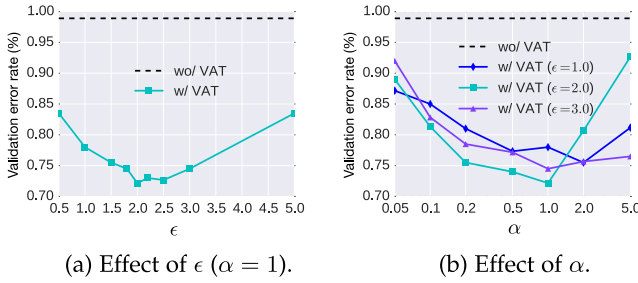 1.00
0.95
0.90
0.85
0.80
0.75
0.70
Validation error rate (%)
wo/ VAT
w/ VAT
0.5 1.0 1.5 2.0 2.5 3.0 3.5 4.0 4.5 5.0
ϵ
(a) Effect of ϵ (α = 1).
1.00
0.95
0.90
0.85
0.80
0.75
0.70
Validation error rate (%)
wo/ VAT
w/ VAT (ϵ=1.0)
w/ VAT (ϵ=2.0)
w/ VAT (ϵ=3.0)
0.05 0.1 0.2 0.5 1.0 2.0 5.0
α
(b) Effect of α.